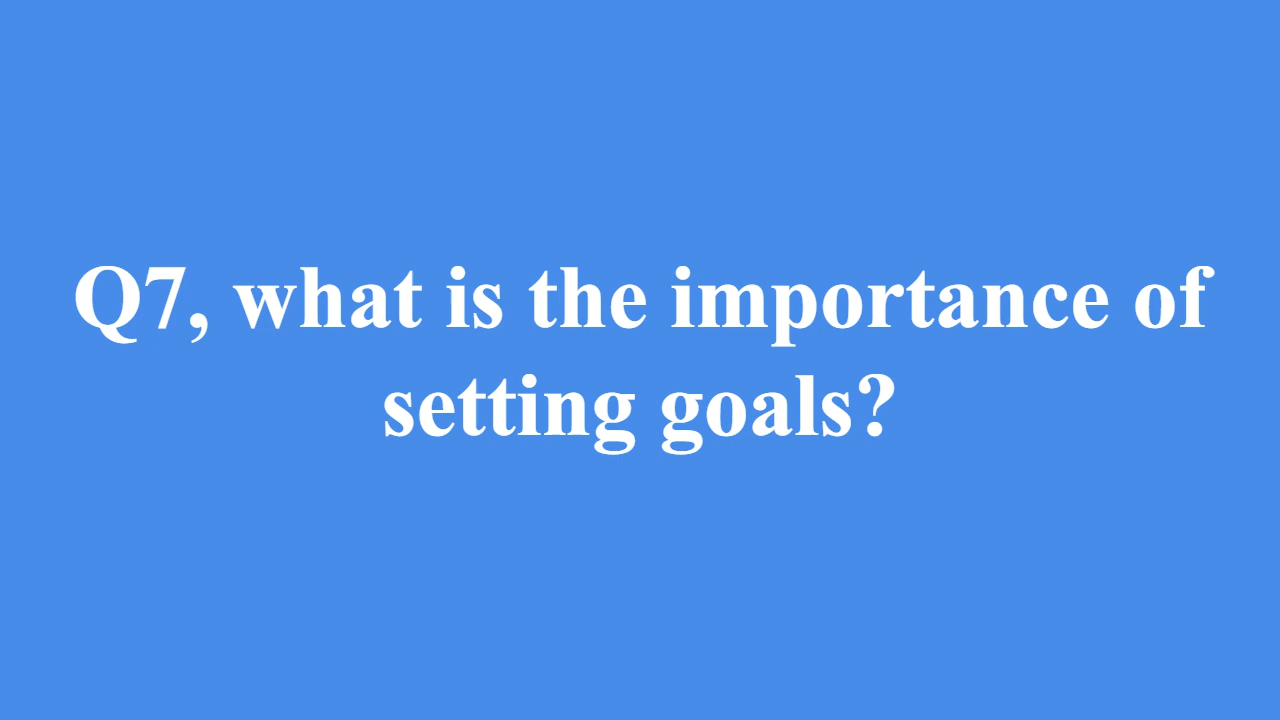 Q7, what is the importance of
setting goals?